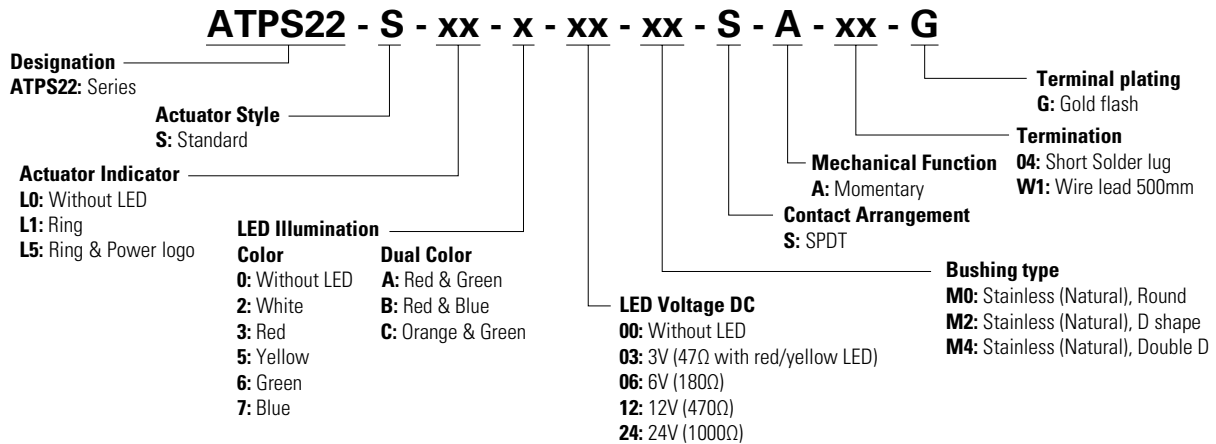 ATPS22 - S - xx - x - xx - xx - S - A - xx - G
Designation
ATPS22: Series
Actuator Style
S: Standard
Actuator Indicator
L0: Without LED
L1: Ring
L5: Ring & Power logo
LED Illumination
Color
0: Without LED
2: White
3: Red
5: Yellow
6: Green
7: Blue
Dual Color
A: Red & Green
B: Red & Blue
C: Orange & Green
LED Voltage DC
00: Without LED
03: 3V (47Ω with red/yellow LED)
06: 6V (180Ω)
12: 12V (470Ω)
24: 24V (1000Ω)
Bushing type
M0: Stainless (Natural), Round
M2: Stainless (Natural), D shape
M4: Stainless (Natural), Double D
Contact Arrangement
S: SPDT
Mechanical Function
A: Momentary
Termination
04: Short Solder lug
W1: Wire lead 500mm
Terminal plating
G: Gold flash